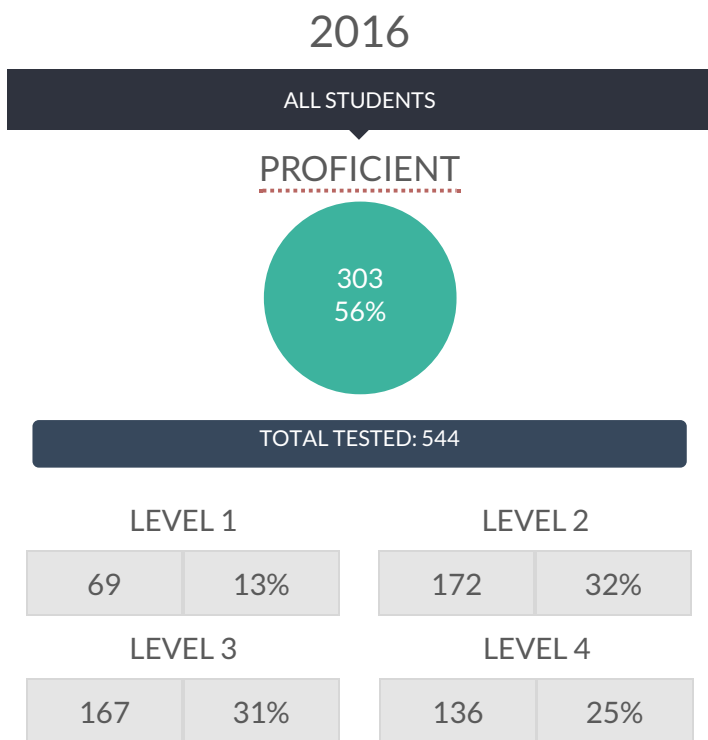 2016
ALL STUDENTS
PROFICIENT
303
56%
TOTAL TESTED: 544
LEVEL 1 LEVEL 2
69 13% 172 32%
LEVEL 3 LEVEL 4
167 31% 136 25%